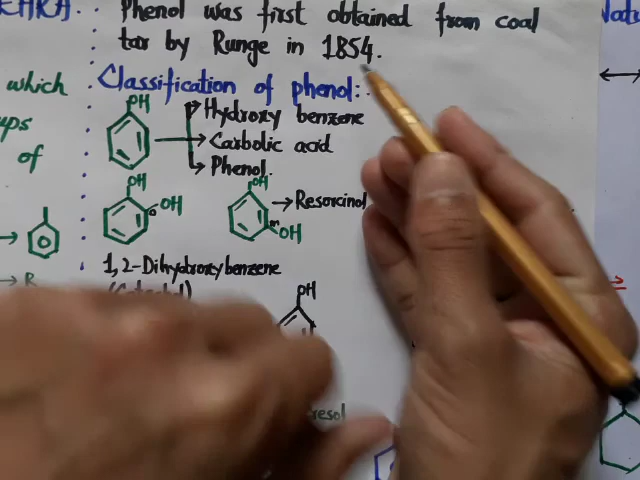 Phenol was first obtained from coal
tar by Runge in 1854.
which
of
Classification of phenol:
OH
Hydroxy benzene
Carbolic acid
Phenol.
OH
OH
o
OH
m
OH
Resorcinol
1,2-Dihydroxybenzene
R
OH